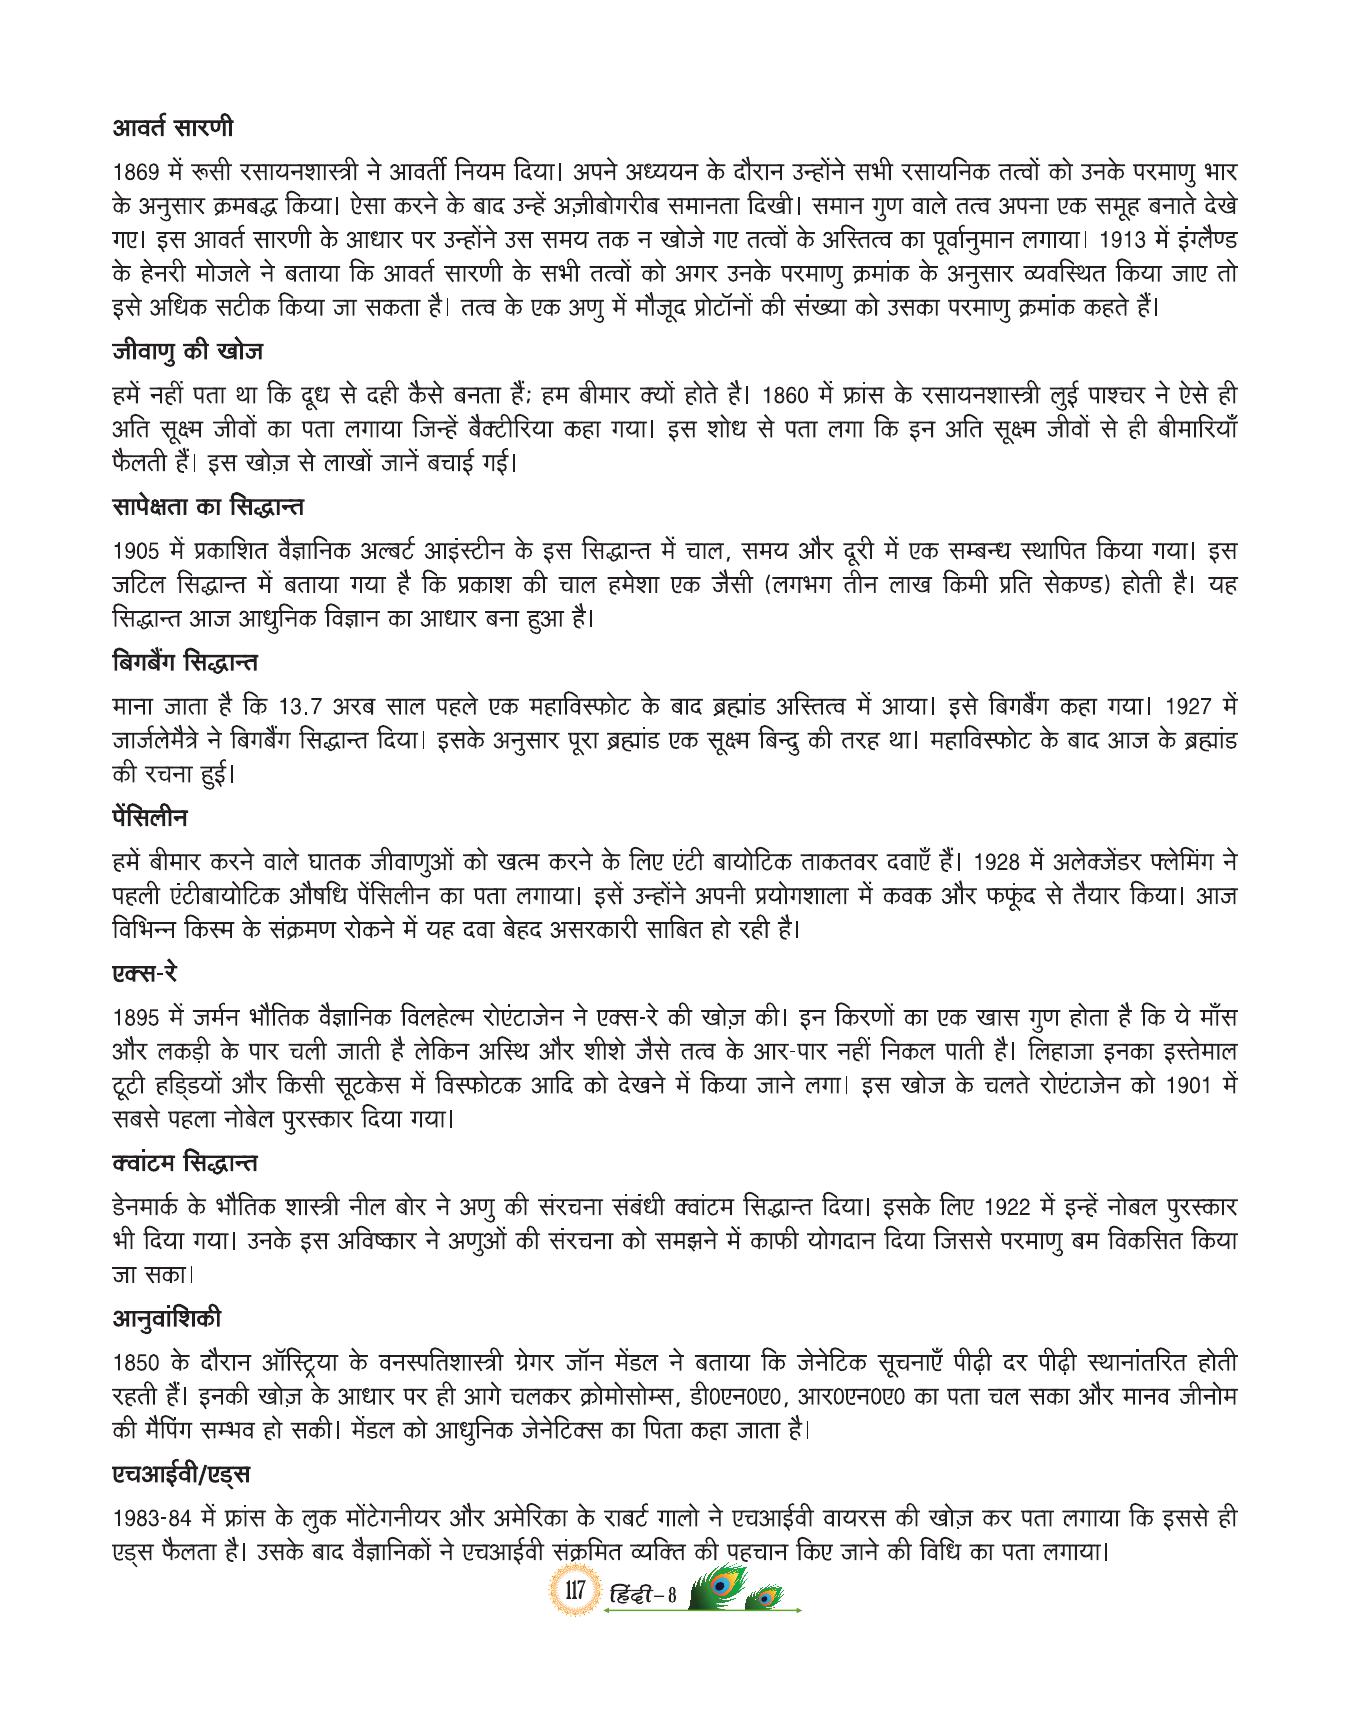 आवर्त सारणी
1869 में रूसी रसायनशास्त्री ने आवर्ती नियम दिया। अपने अध्ययन के दौरान उन्होंने सभी रसायनिक तत्वों को उनके परमाणु भार
के अनुसार क्रमबद्ध किया। ऐसा करने के बाद उन्हें अज़ीबोगरीब समानता दिखी। समान गुण वाले तत्व अपना एक समूह बनाते देखे
गए। इस आवर्त सारणी के आधार पर उन्होंने उस समय तक न खोजे गए तत्वों के अस्तित्व का पूर्वानुमान लगाया। 1913 में इंग्लैण्ड
के हेनरी मोजले ने बताया कि आवर्त सारणी के सभी तत्वों को अगर उनके परमाणु क्रमांक के अनुसार व्यवस्थित किया जाए तो
इसे अधिक सटीक किया जा सकता है। तत्व के एक अणु में मौजूद प्रोटॉनों की संख्या को उसका परमाणु क्रमांक कहते हैं।
जीवाणु की खोज
हमें नहीं पता था कि दूध से दही कैसे बनता हैं; हम बीमार क्यों होते है। 1860 में फ्रांस के रसायनशास्त्री लुई पाश्चर ने ऐसे ही
अति सूक्ष्म जीवों का पता लगाया जिन्हें बैक्टीरिया कहा गया। इस शोध से पता लगा कि इन अति सूक्ष्म जीवों से ही बीमारियाँ
फैलती हैं। इस खोज़ से लाखों जानें बचाई गई।
सापेक्षता का सिद्धान्त
1905 में प्रकाशित वैज्ञानिक अल्बर्ट आइंस्टीन के इस सिद्धान्त में चाल, समय और दूरी में एक सम्बन्ध स्थापित किया गया। इस
जटिल सिद्धान्त में बताया गया है कि प्रकाश की चाल हमेशा एक जैसी (लगभग तीन लाख किमी प्रति सेकण्ड) होती है। यह
सिद्धान्त आज आधुनिक विज्ञान का आधार बना हुआ है।
बिगबैंग सिद्धान्त
माना जाता है कि 13.7 अरब साल पहले एक महाविस्फोट के बाद ब्रह्मांड अस्तित्व में आया। इसे बिगबैंग कहा गया। 1927 में
जार्जलेमैत्रे ने बिगबैंग सिद्धान्त दिया। इसके अनुसार पूरा ब्रह्मांड एक सूक्ष्म बिन्दु की तरह था। महाविस्फोट के बाद आज के ब्रह्मांड
की रचना हुई।
पेंसिलीन
हमें बीमार करने वाले घातक जीवाणुओं को खत्म करने के लिए एंटी बायोटिक ताकतवर दवाएँ हैं। 1928 में अलेक्जेंडर फ्लेमिंग ने
पहली एंटीबायोटिक औषधि पेंसिलीन का पता लगाया। इसें उन्होंने अपनी प्रयोगशाला में कवक और फफूंद से तैयार किया। आज
विभिन्न किस्म के संक्रमण रोकने में यह दवा बेहद असरकारी साबित हो रही है।
एक्स-रे
1895 में जर्मन भौतिक वैज्ञानिक विलहेल्म रोएंटाजेन ने एक्स-रे की खोज़ की। इन किरणों का एक खास गुण होता है कि ये माँस
और लकड़ी के पार चली जाती है लेकिन अस्थि और शीशे जैसे तत्व के आर-पार नहीं निकल पाती है। लिहाजा इनका इस्तेमाल
टूटी हडि्डयों और किसी सूटकेस में विस्फोटक आदि को देखने में किया जाने लगा। इस खोज के चलते रोएंटाजेन को 1901 में
सबसे पहला नोबेल पुरस्कार दिया गया।
क्वांटम सिद्धान्त
डेनमार्क के भौतिक शास्त्री नील बोर ने अणु की संरचना संबंधी क्वांटम सिद्धान्त दिया। इसके लिए 1922 में इन्हें नोबल पुरस्कार
भी दिया गया। उनके इस अविष्कार ने अणुओं की संरचना को समझने में काफी योगदान दिया जिससे परमाणु बम विकसित किया
जा सका।
आनुवांशिकी
1850 के दौरान ऑस्ट्रिया के वनस्पतिशास्त्री ग्रेगर जॉन मेंडल ने बताया कि जेनेटिक सूचनाएँ पीढ़ी दर पीढ़ी स्थानांतरित होती
रहती हैं। इनकी खोज़ के आधार पर ही आगे चलकर क्रोमोसोम्स, डी0एन0ए0, आर0एन0ए0 का पता चल सका और मानव जीनोम
की मैपिंग सम्भव हो सकी। मेंडल को आधुनिक जेनेटिक्स का पिता कहा जाता है।
एचआईवी/एड्स
1983-84 में फ्रांस के लुक मोंटेगनीयर और अमेरिका के राबर्ट गालो ने एचआईवी वायरस की खोज़ कर पता लगाया कि इससे ही
एड्स फैलता है। उसके बाद वैज्ञानिकों ने एचआईवी संक्रमित व्यक्ति की पहचान किए जाने की विधि का पता लगाया।
117 हिंदी–8